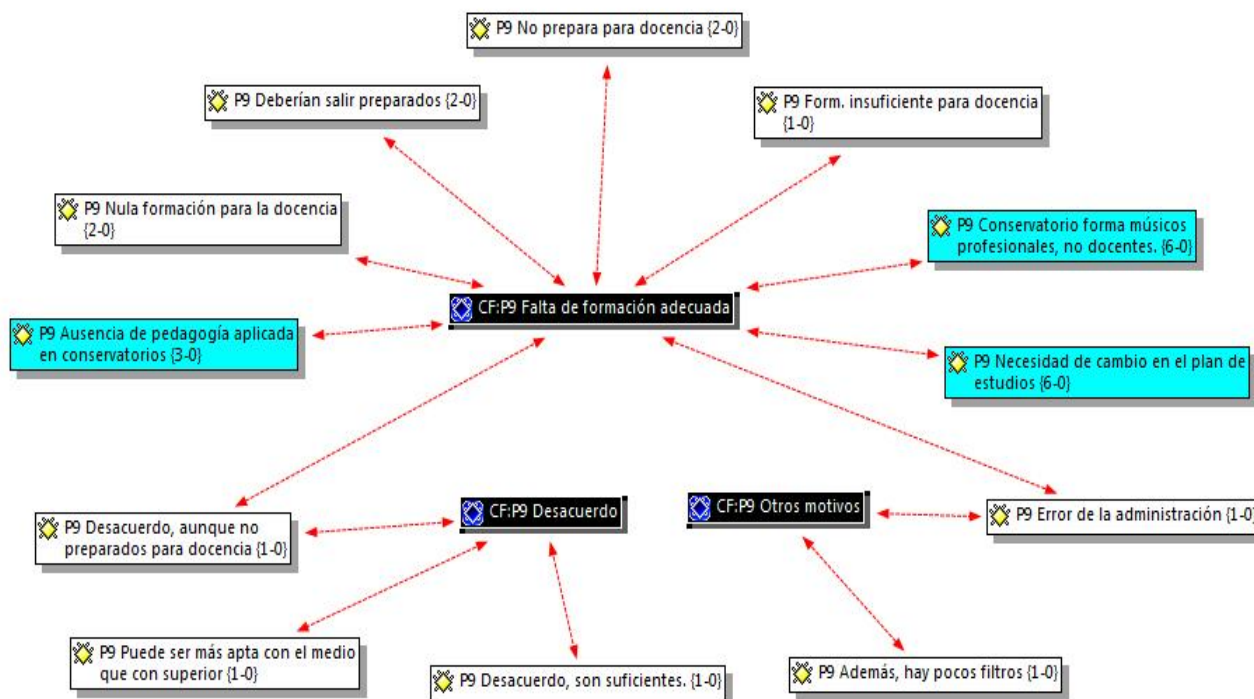 P9 No prepara para docencia {2-0}
P9 Deberían salir preparados {2-0}
P9 Form. insuficiente para docencia
{1-0}
P9 Nula formación para la docencia
{2-0}
P9 Conservatorio forma músicos
profesionales, no docentes. {6-0}
CF:P9 Falta de formación adecuada
P9 Ausencia de pedagogía aplicada
en conservatorios {3-0}
P9 Necesidad de cambio en el plan de
estudios {6-0}
CF:P9 Desacuerdo
CF:P9 Otros motivos
P9 Desacuerdo, aunque no
preparados para docencia {1-0}
P9 Error de la administración {1-0}
P9 Puede ser más apta con el medio
que con superior {1-0}
P9 Desacuerdo, son suficientes. {1-0}
P9 Además, hay pocos filtros {1-0}